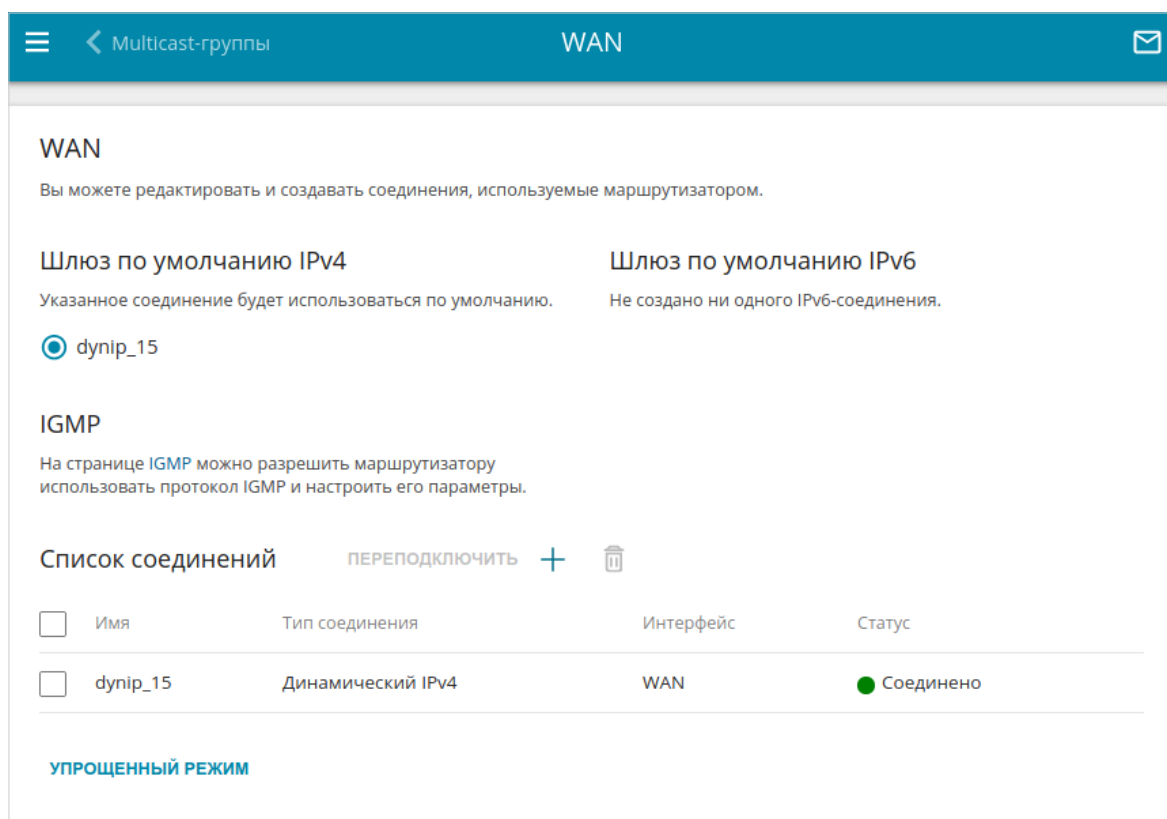 Multicast-группы
WAN
WAN
Вы можете редактировать и создавать соединения, используемые маршрутизатором.
Шлюз по умолчанию IPv4
Указанное соединение будет использоваться по умолчанию.
dynip_15
Шлюз по умолчанию IPv6
Не создано ни одного IPv6-соединения.
IGMP
На странице IGMP можно разрешить маршрутизатору
использовать протокол IGMP и настроить его параметры.
Список соединений ПЕРЕПОДКЛЮЧИТЬ
Имя Тип соединения Интерфейс Статус
dynip_15 Динамический IPv4 WAN Соединено
УПРОЩЕННЫЙ РЕЖИМ